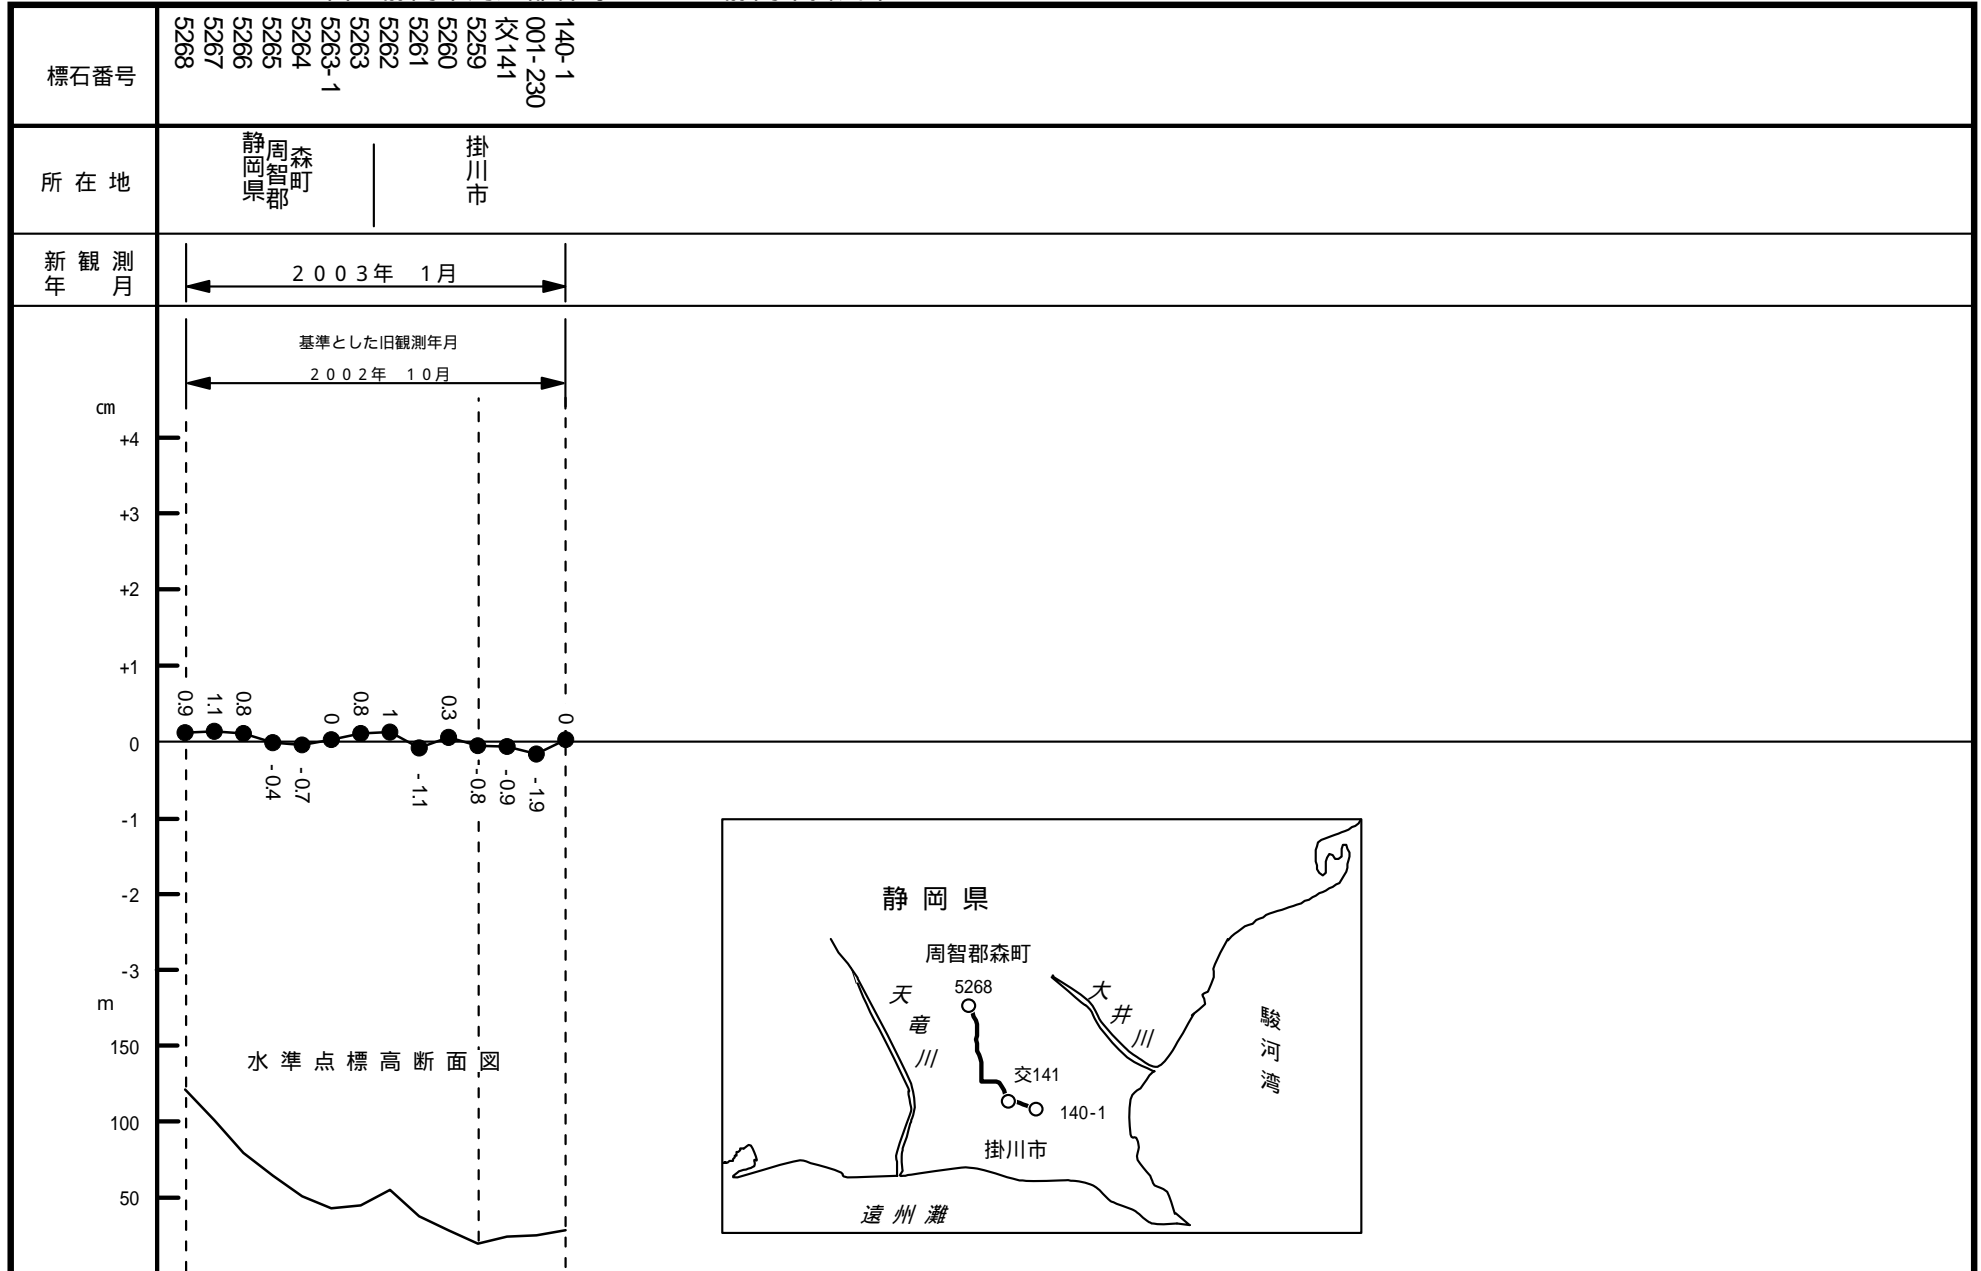 標石番号
5268
5267
5266
5265
5264
5263-1
5263
5262
5261
5260
5259
交141
001-230
140-1
所在地
静岡県
周智郡
森町
掛川市
新観測
年月
2003年 1月
基準とした旧観測年月
2002年 10月
cm
+4
+3
+2
+1
0
-1
-2
-3
0.9
1.1
0.8
-0.4
-0.7
0
0.8
1
-1.1
0.3
-0.8
-0.9
-1.9
0
m
150
100
50
水準点標高断面図
静岡県
周智郡森町
5268
天竜川
大井川
駿河湾
交141
140-1
掛川市
遠州灘